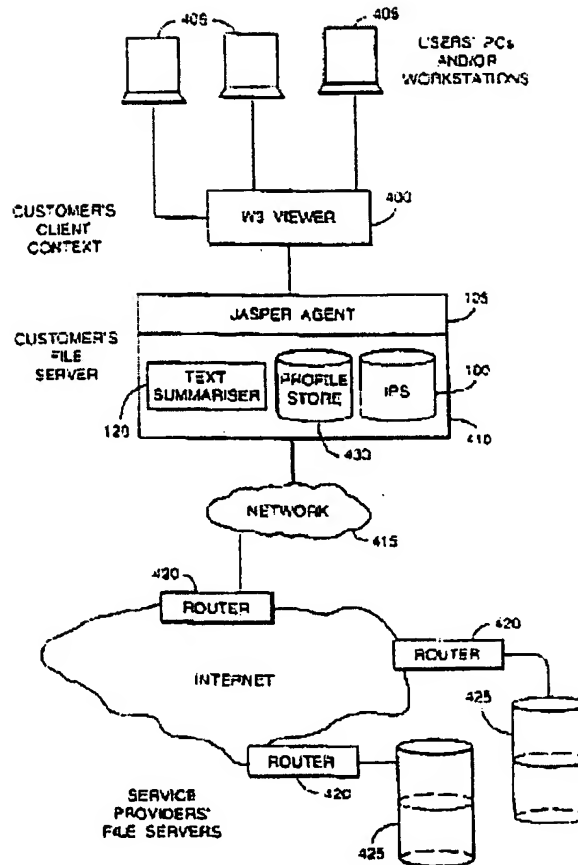 405
405
USERS' PCs
AND/OR
WORKSTATIONS
CUSTOMER'S
CLIENT
CONTEXT
W3 VIEWER
400
JASPER AGENT
105
CUSTOMER'S
FILE
SERVER
TEXT
SUMMARISER
PROFILE
STORE
IPS
100
120
430
410
NETWORK
415
420
ROUTER
INTERNET
420
ROUTER
425
ROUTER
420
425
SERVICE
PROVIDERS'
FILE SERVERS